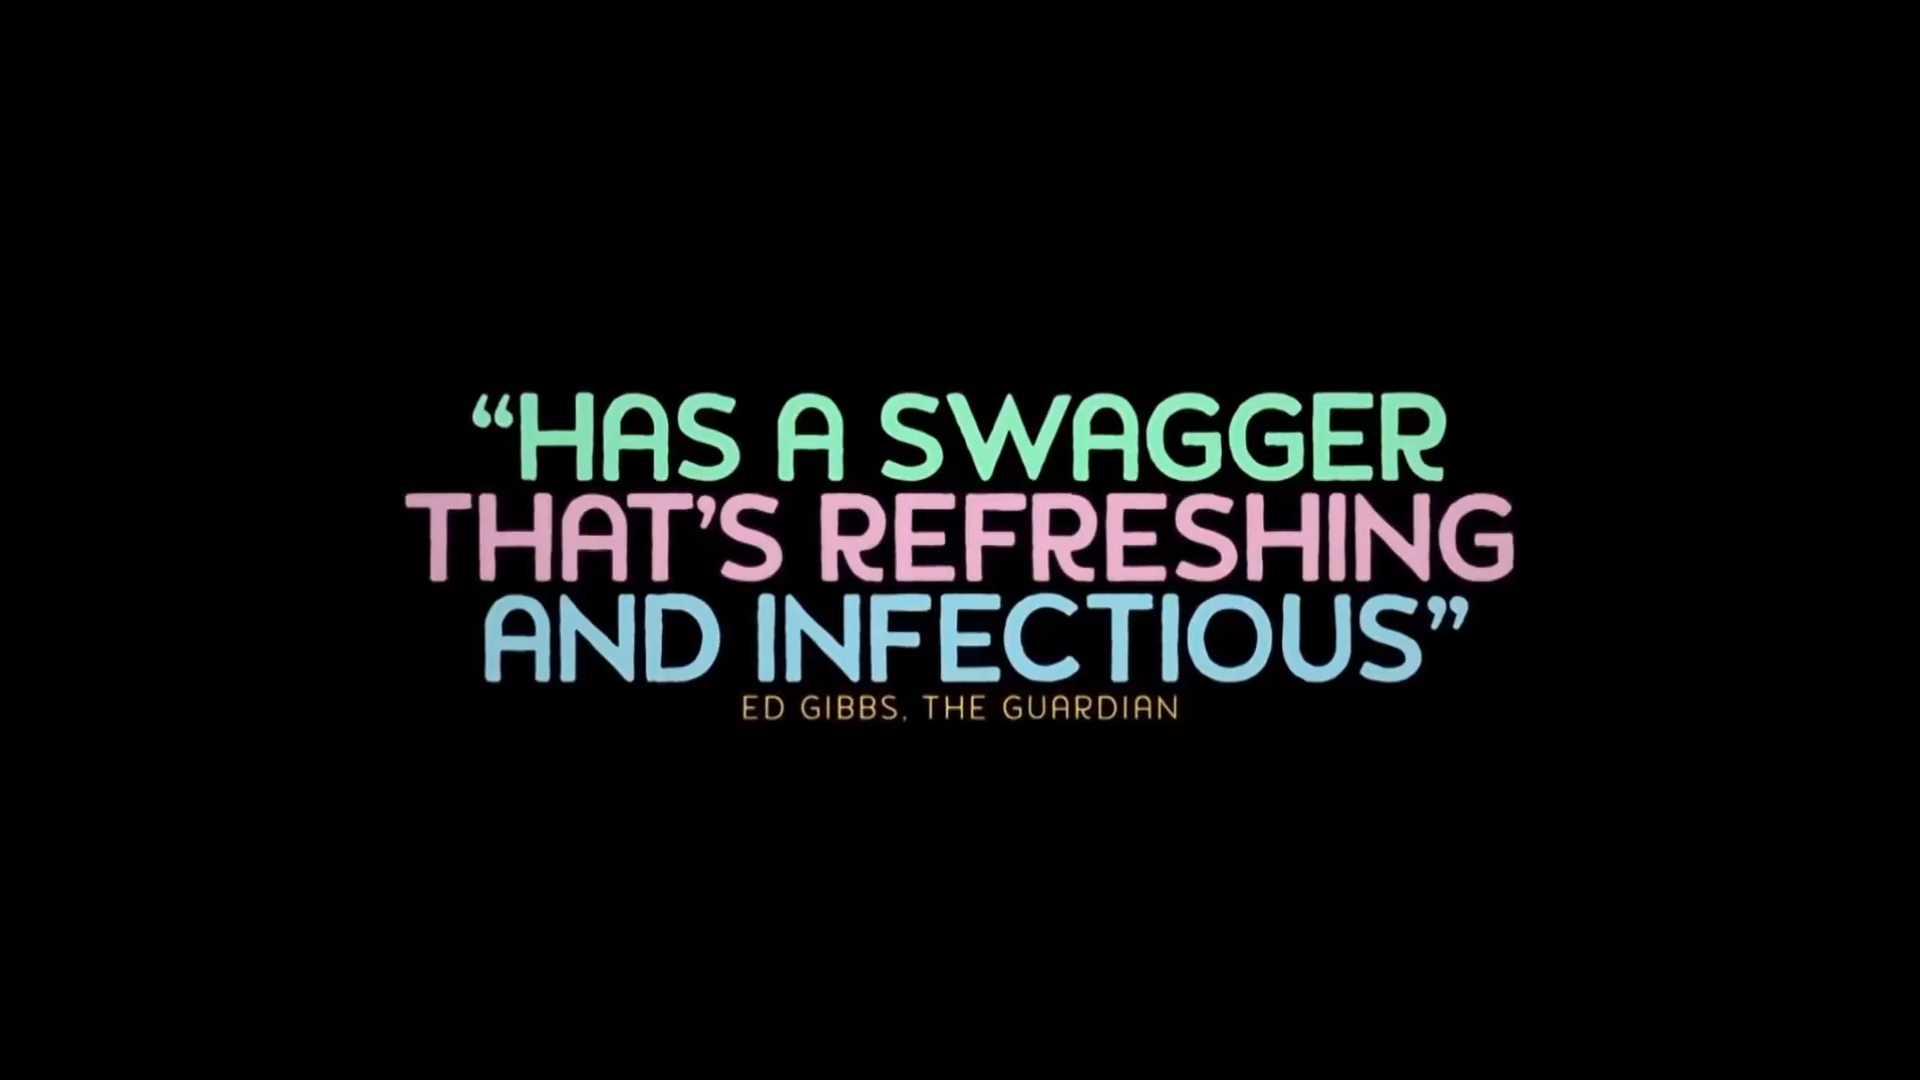 “HAS A SWAGGER
THAT’S REFRESHING
AND INFECTIOUS”
ED GIBBS, THE GUARDIAN